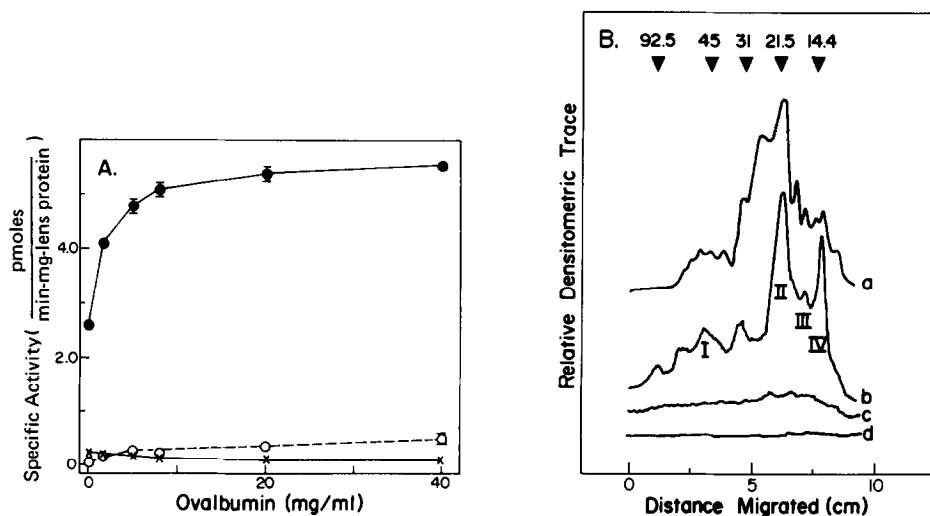 A.
Specific Activity( pmoles / min-mg-lens protein )
4.0
2.0
0
0 10 20 30 40
Ovalbumin (mg/ml)
B. 92.5 45 31 21.5 14.4
Relative Densitometric Trace
a
I II III IV
b
c
d
0 5 10
Distance Migrated (cm)